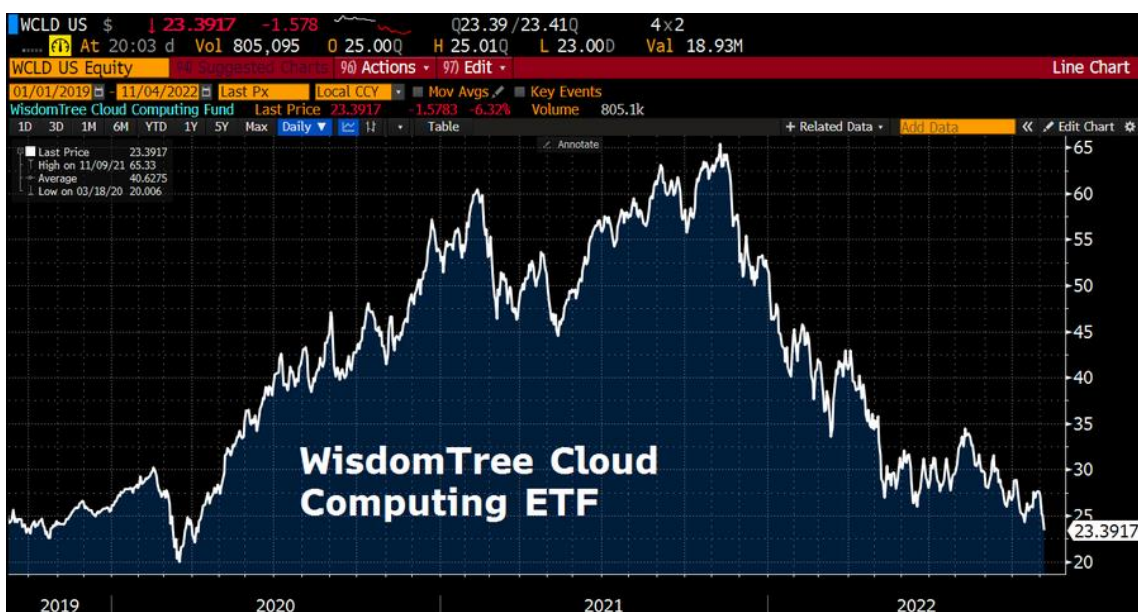 WCLD US $ ↓ 23.3917 -1.578 Q23.39/23.41Q 4×2
At 20:03 d Vol 805,095 O 25.00Q H 25.01Q L 23.00D Val 18.93M
WCLD US Equity 94) Suggested Charts 96) Actions 97) Edit Line Chart
01/01/2019 - 11/04/2022 Last Px Local CCY Mov Avgs Key Events
WisdomTree Cloud Computing Fund Last Price 23.3917 -1.5783 -6.32% Volume 805.1k
1D 3D 1M 6M YTD 1Y 5Y Max Daily ▼ Table + Related Data Add Data « Edit Chart
Annotate
Last Price 23.3917
High on 11/09/21 65.33
Average 40.6275
Low on 03/18/20 20.006
65
60
55
50
45
40
35
30
25
23.3917
20
WisdomTree Cloud
Computing ETF
2019 2020 2021 2022